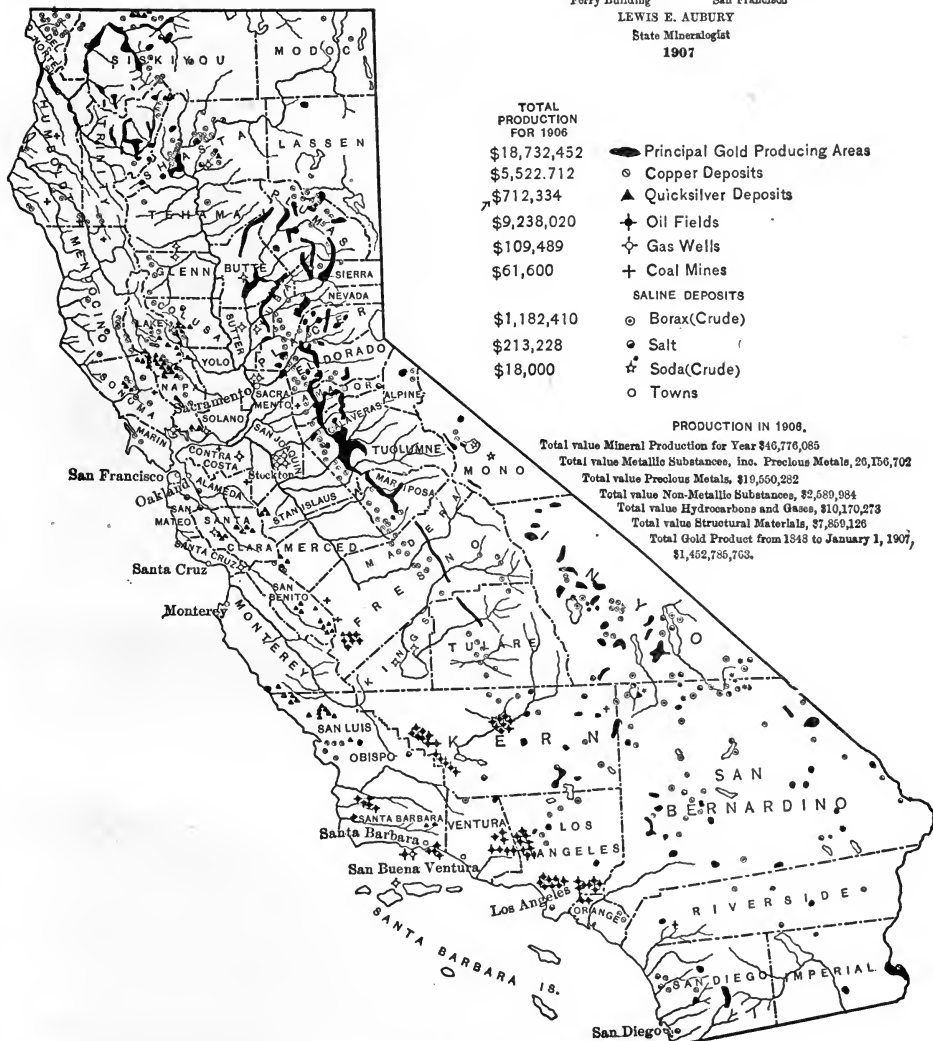 Ferry Building San Francisco
LEWIS E. AUBURY
State Mineralogist
1907
TOTAL
PRODUCTION
FOR 1906
$18,732,452 Principal Gold Producing Areas
$5,522.712 Copper Deposits
$712,334 Quicksilver Deposits
$9,238,020 Oil Fields
$109,489 Gas Wells
$61,600 Coal Mines
SALINE DEPOSITS
$1,182,410 Borax(Crude)
$213,228 Salt
$18,000 Soda(Crude)
Towns
PRODUCTION IN 1906.
Total value Mineral Production for Year $46,776,085
Total value Metallic Substances, inc. Precious Metals, 26,156,702
Total value Precious Metals, $19,550,282
Total value Non-Metallic Substances, $2,589,984
Total value Hydrocarbons and Gases, $10,170,273
Total value Structural Materials, $7,859,126
Total Gold Product from 1848 to January 1, 1907,
$1,452,785,763.
DEL
NORTE
SISKIYOU
MODOC
HUMBOLDT
TRINITY
SHASTA
LASSEN
TEHAMA
PLUMAS
MENDOCINO
GLENN
BUTTE
SIERRA
NEVADA
YUBA
COLUSA
SUTTER
PLACER
LAKE
YOLO
EL DORADO
SONOMA
NAPA
Sacramento
SACRA
MENTO
AMADOR
ALPINE
SOLANO
CALAVERAS
MARIN
SAN JOAQUIN
TUOLUMNE
CONTRA
COSTA
Stockton
MONO
San Francisco
Oakland
ALAMEDA
MARIPOSA
STANISLAUS
SAN
MATEO
SANTA
CLARA
MERCED
MADERA
SANTA CRUZ
Santa Cruz
FRESNO
INYO
SAN
BENITO
Monterey
MONTEREY
KINGS
TULARE
SAN LUIS
OBISPO
KERN
SAN
BERNARDINO
SANTA BARBARA
VENTURA
LOS
ANGELES
Santa Barbara
San Buena Ventura
Los Angeles
ORANGE
RIVERSIDE
SANTA BARBARA IS.
SAN DIEGO
IMPERIAL
San Diego